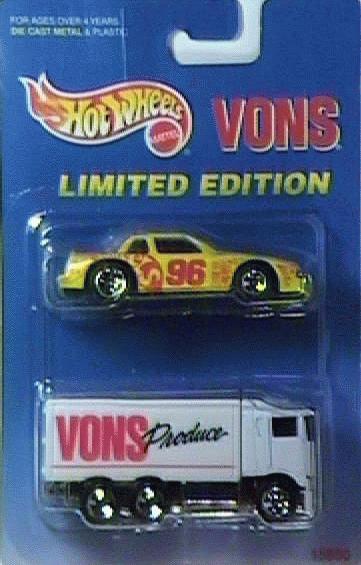 FOR AGES OVER 4 YEARS
DIE CAST METAL & PLASTIC
HOT WHEELS
MATTEL
VONS
LIMITED EDITION
96
VONS Produce